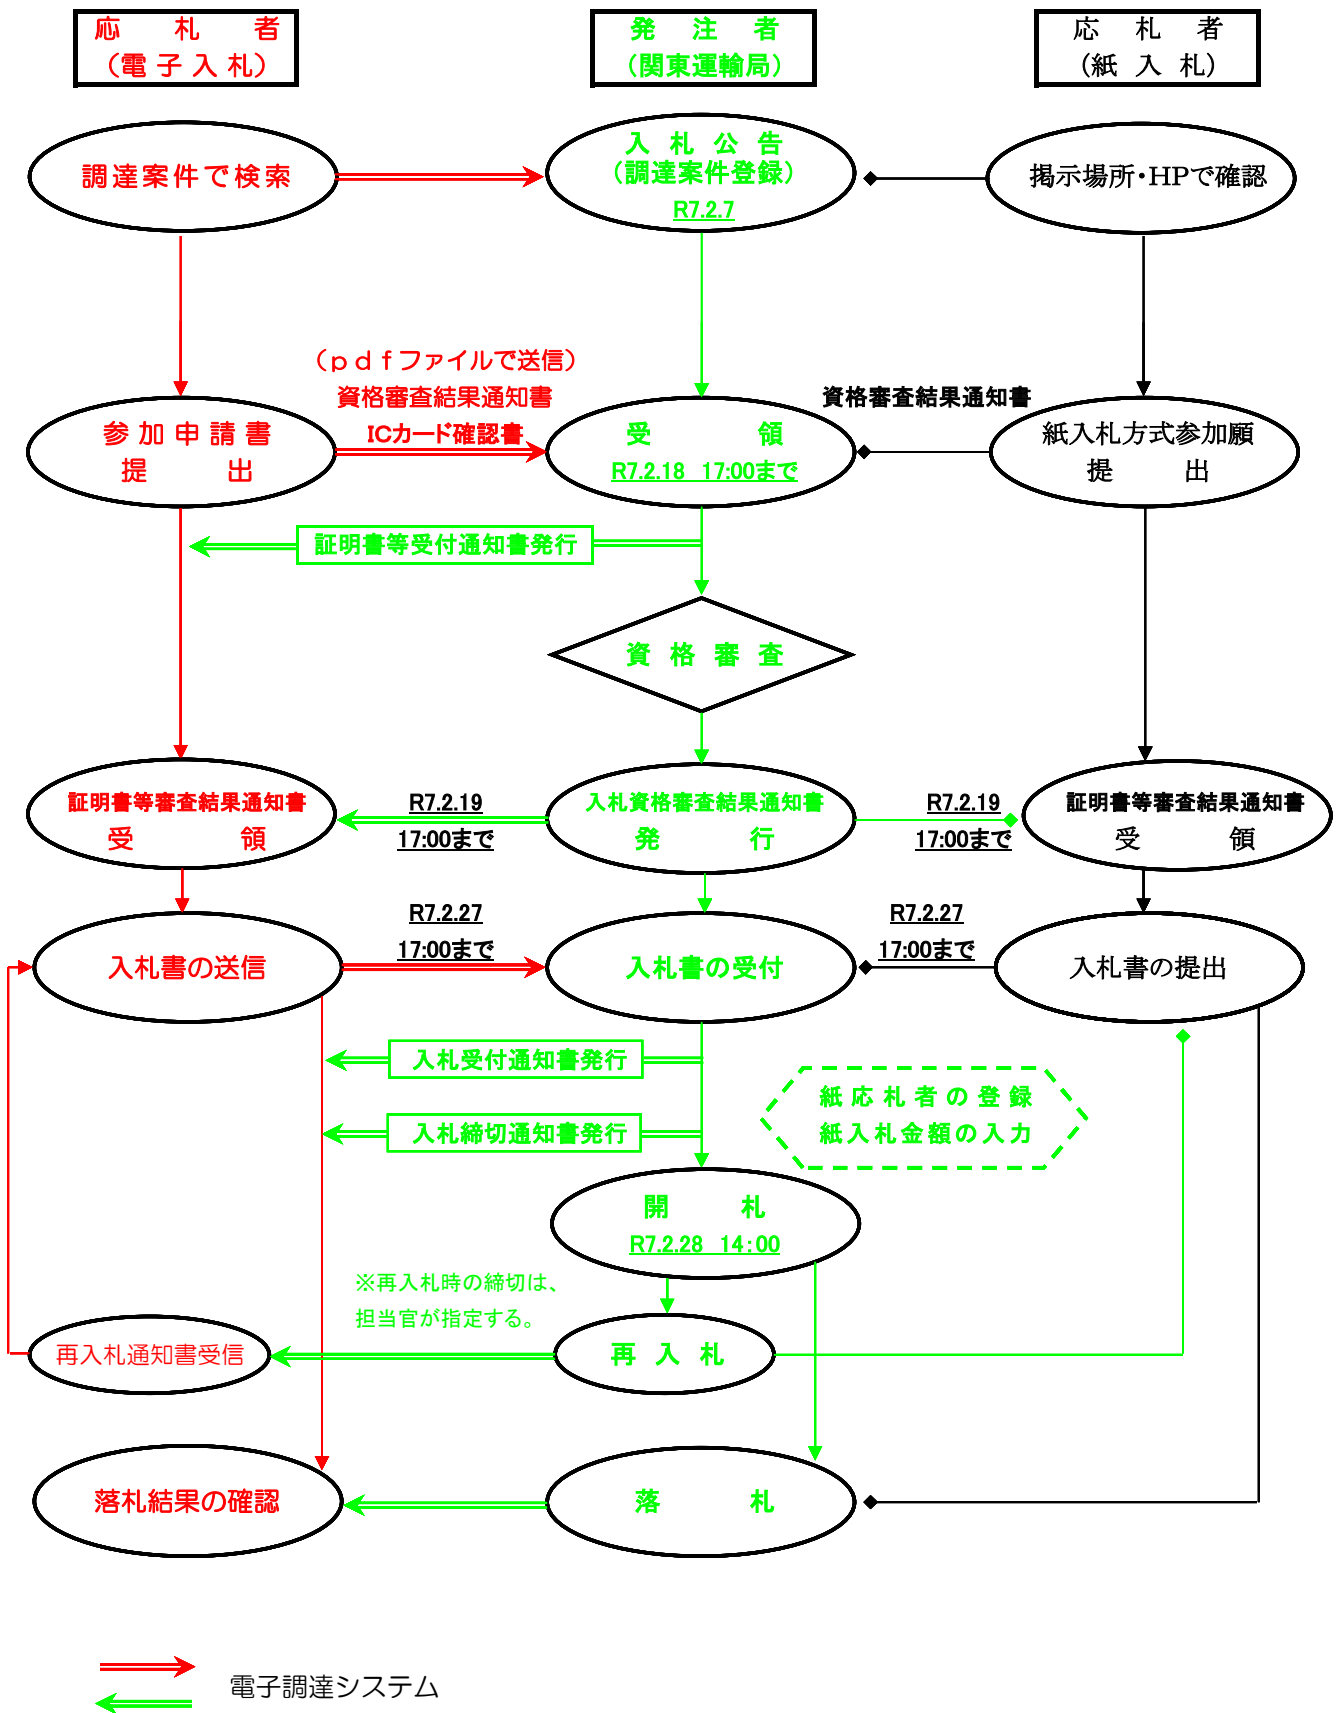 応　札　者
（電子入札）
発　注　者
（関東運輸局）
応　札　者
（紙 入 札）
調達案件で検索
入 札 公 告
（調達案件登録）
R7.2.7
掲示場所・HPで確認
（ｐｄｆファイルで送信）
資格審査結果通知書
ICカード確認書
資格審査結果通知書
参加申請書
提　　出
受　　領
R7.2.18　17:00まで
紙入札方式参加願
提　　出
証明書等受付通知書発行
資 格 審 査
証明書等審査結果通知書
受　　領
R7.2.19
17:00まで
入札資格審査結果通知書
発　　行
R7.2.19
17:00まで
証明書等審査結果通知書
受　　領
入札書の送信
R7.2.27
17:00まで
入札書の受付
R7.2.27
17:00まで
入札書の提出
入札受付通知書発行
紙応札者の登録
紙入札金額の入力
入札締切通知書発行
開　　札
R7.2.28　14：00
※再入札時の締切は、
担当官が指定する。
再入札通知書受信
再 入 札
落札結果の確認
落　　札
電子調達システム